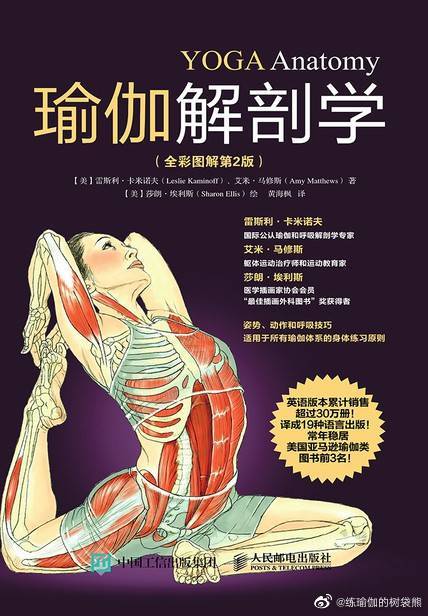 YOGA Anatomy
瑜伽解剖学
（全彩图解第2版）
【美】雷斯利·卡米诺夫（Leslie Kaminoff）、艾米·马修斯（Amy Matthews）著
【美】莎朗·埃利斯（Sharon Ellis）绘 黄海枫 译
雷斯利·卡米诺夫
国际公认瑜伽和呼吸解剖学专家
艾米·马修斯
躯体运动治疗师和运动教育家
莎朗·埃利斯
医学插画家协会会员
“最佳插画外科图书”奖获得者
姿势、动作和呼吸技巧
适用于所有瑜伽体系的身体练习原则
英语版本累计销售
超过30万册！
译成19种语言出版！
常年稳居
美国亚马逊瑜伽类
图书前3名！
中国工信出版集团
人民邮电出版社
POSTS & TELECOM PRESS
@练瑜伽的树袋熊